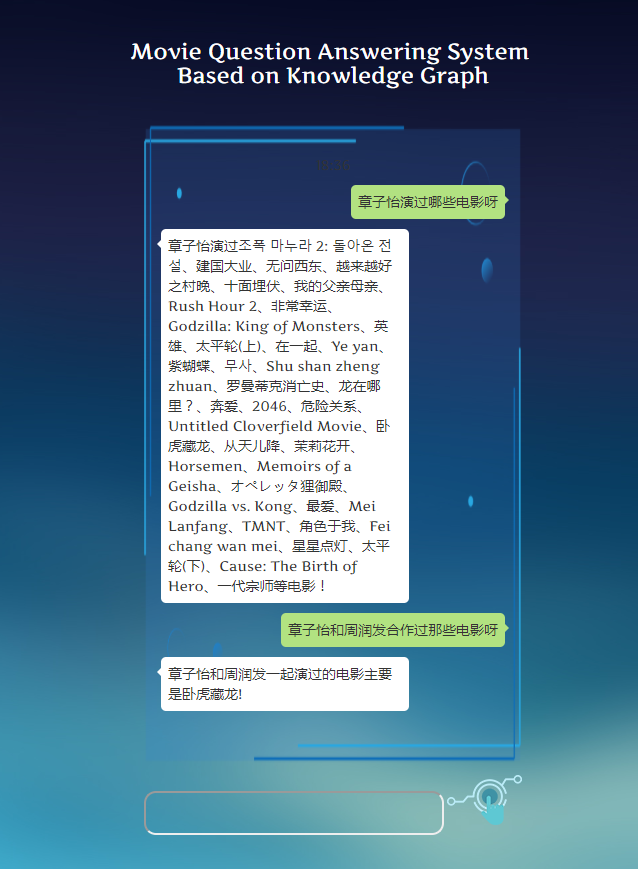 Movie Question Answering System
Based on Knowledge Graph
章子怡演过哪些电影呀
章子怡演过조폭 마누라 2: 돌아온 전
설、建国大业、无问西东、越来越好
之村晚、十面埋伏、我的父亲母亲、
Rush Hour 2、非常幸运、
Godzilla: King of Monsters、英
雄、太平轮(上)、在一起、Ye yan、
紫蝴蝶、무사、Shu shan zheng
zhuan、罗曼蒂克消亡史、龙在哪
里？、奔爱、2046、危险关系、
Untitled Cloverfield Movie、卧
虎藏龙、从天儿降、茉莉花开、
Horsemen、Memoirs of a
Geisha、オペレッタ狸御殿、
Godzilla vs. Kong、最爱、Mei
Lanfang、TMNT、角色于我、Fei
chang wan mei、星星点灯、太平
轮(下)、Cause: The Birth of
Hero、一代宗师等电影！
章子怡和周润发合作过那些电影呀
章子怡和周润发一起演过的电影主要
是卧虎藏龙!